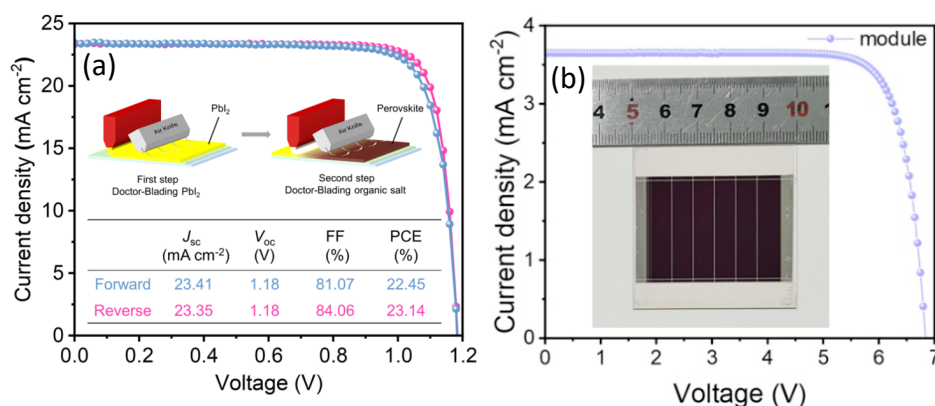 (a)
Current density (mA cm⁻²)
25
20
15
10
5
0
0.0 0.2 0.4 0.6 0.8 1.0 1.2
Voltage (V)
PbI₂
Air Knife
First step
Doctor-Blading PbI₂
Perovskite
Air Knife
Second step
Doctor-Blading organic salt
Jsc Voc FF PCE
(mA cm⁻²) (V) (%) (%)
Forward 23.41 1.18 81.07 22.45
Reverse 23.35 1.18 84.06 23.14
(b)
module
Current density (mA cm⁻²)
4
3
2
1
0
4 5 6 7 8 9 10
0 1 2 3 4 5 6 7
Voltage (V)